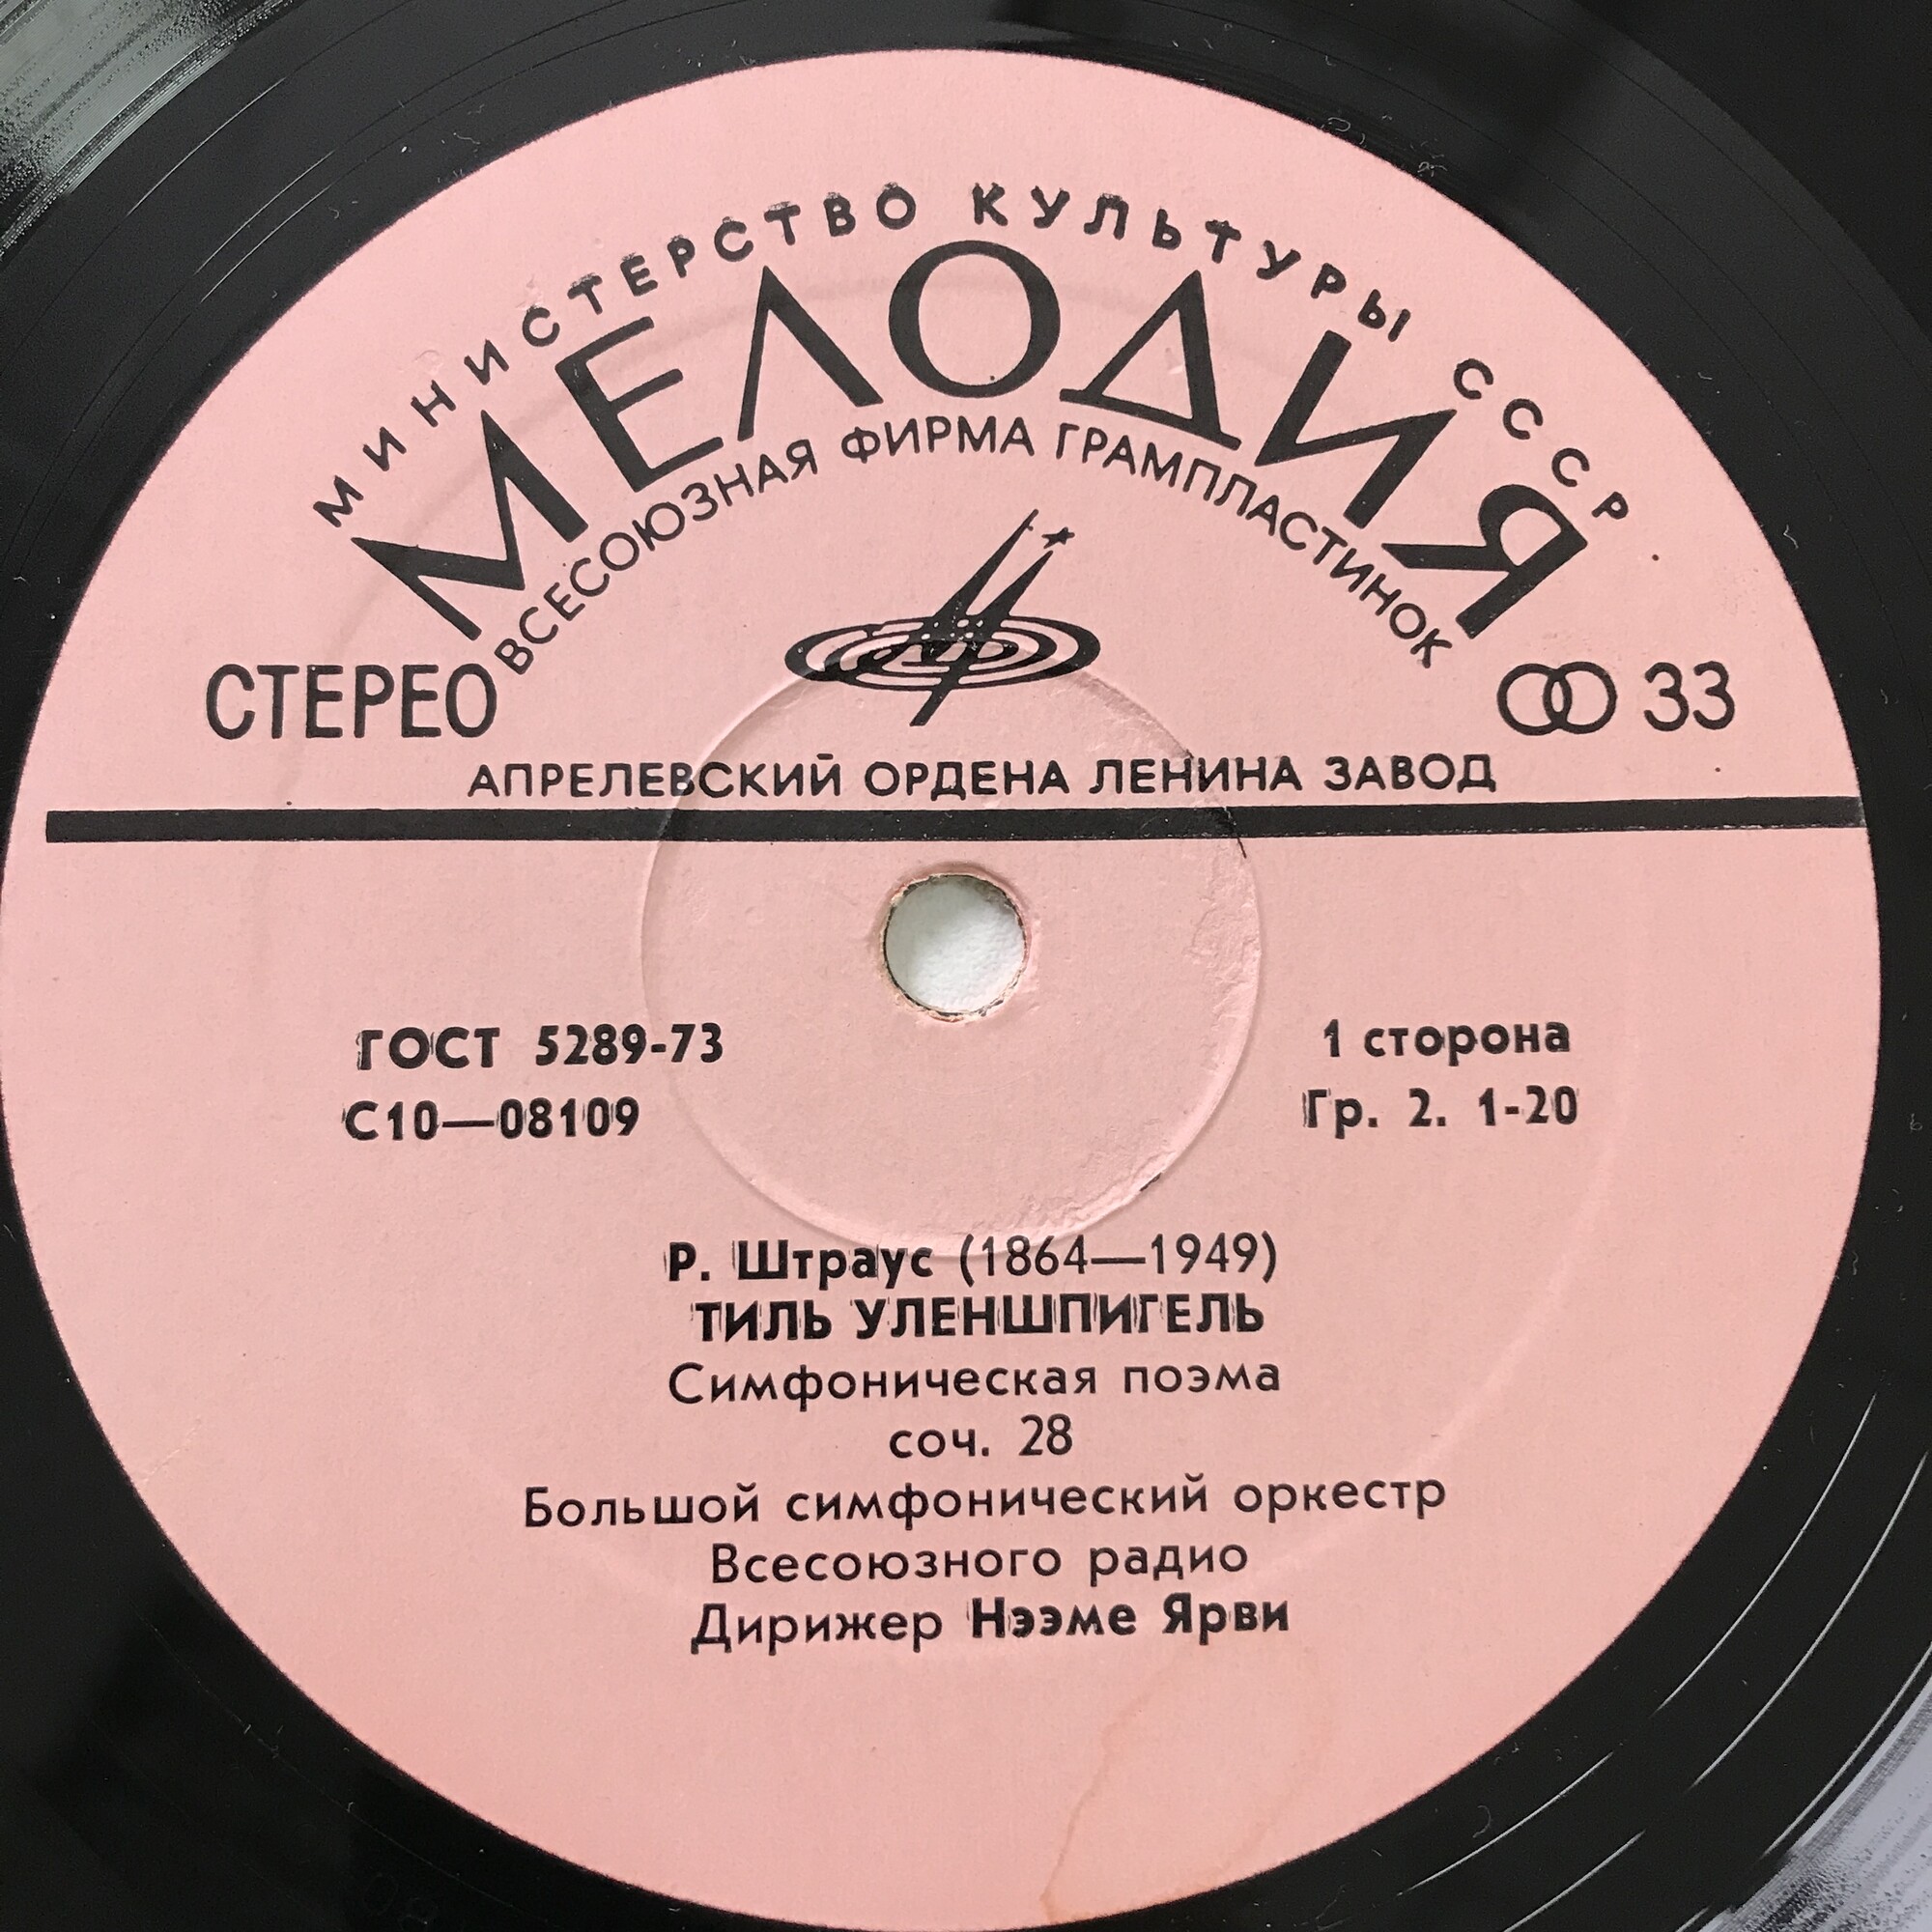 МИНИСТЕРСТВО КУЛЬТУРЫ СССР
МЕЛОДИЯ
ВСЕСОЮЗНАЯ ФИРМА ГРАМПЛАСТИНОК
СТЕРЕО 33
АПРЕЛЕВСКИЙ ОРДЕНА ЛЕНИНА ЗАВОД
ГОСТ 5289-73 1 сторона
С10—08109 Гр. 2. 1-20
Р. Штраус (1864—1949)
ТИЛЬ УЛЕНШПИГЕЛЬ
Симфоническая поэма
соч. 28
Большой симфонический оркестр
Всесоюзного радио
Дирижер Нээме Ярви